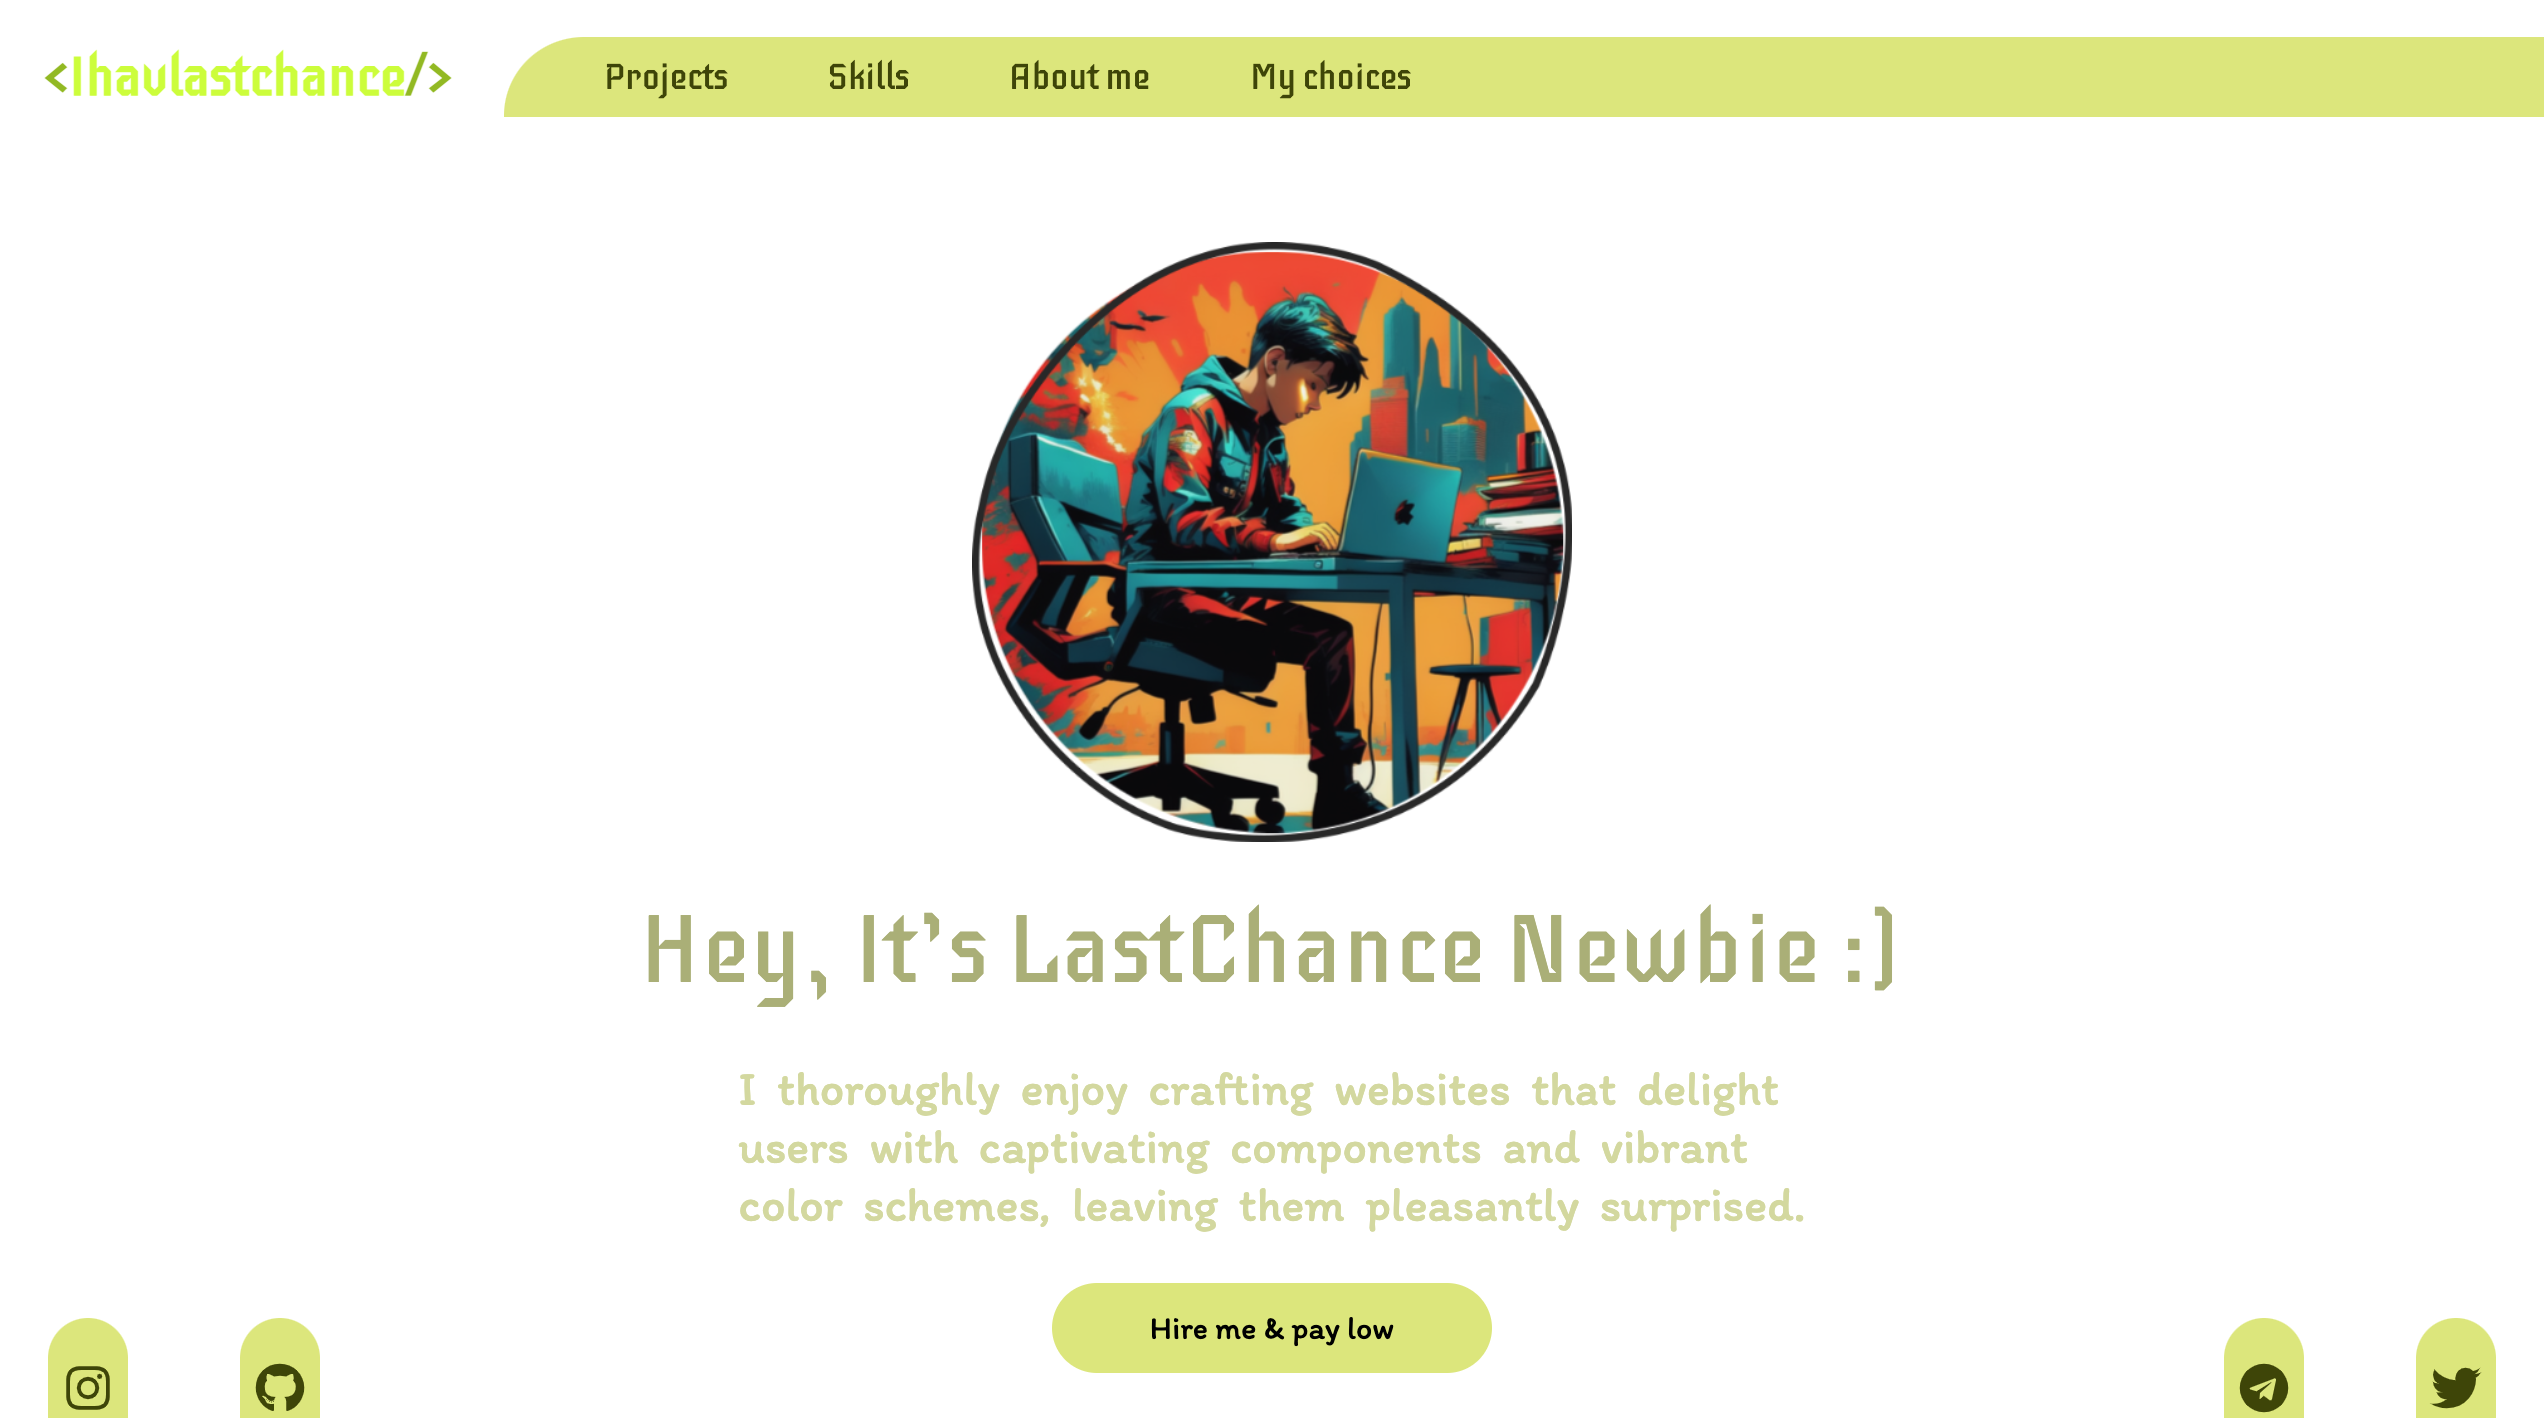 <Ihavlastchance/>
Projects Skills About me My choices
Hey, It's LastChance Newbie :)
I thoroughly enjoy crafting websites that delight
users with captivating components and vibrant
color schemes, leaving them pleasantly surprised.
Hire me & pay low